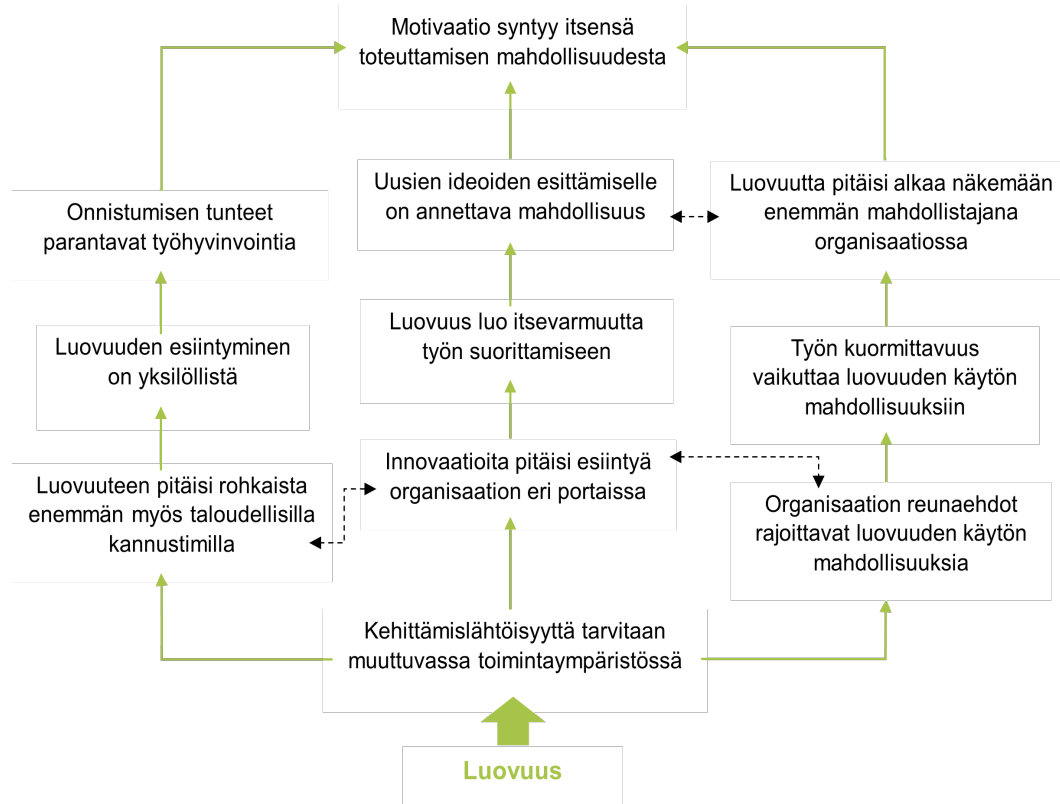 Motivaatio syntyy itsensä
toteuttamisen mahdollisuudesta
Uusien ideoiden esittämiselle
on annettava mahdollisuus
Luovuutta pitäisi alkaa näkemään
enemmän mahdollistajana
organisaatiossa
Onnistumisen tunteet
parantavat työhyvinvointia
Luovuus luo itsevarmuutta
työn suorittamiseen
Luovuuden esiintyminen
on yksilöllistä
Työn kuormittavuus
vaikuttaa luovuuden käytön
mahdollisuuksiin
Innovaatioita pitäisi esiintyä
organisaation eri portaissa
Luovuuteen pitäisi rohkaista
enemmän myös taloudellisilla
kannustimilla
Organisaation reunaehdot
rajoittavat luovuuden käytön
mahdollisuuksia
Kehittämislähtöisyyttä tarvitaan
muuttuvassa toimintaympäristössä
Luovuus